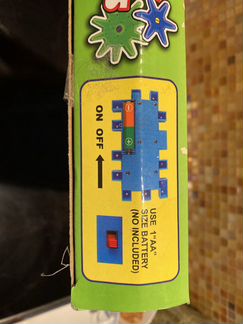 ON OFF
USE 1"AA"
SIZE BATTERY
(NO INCLUDED)